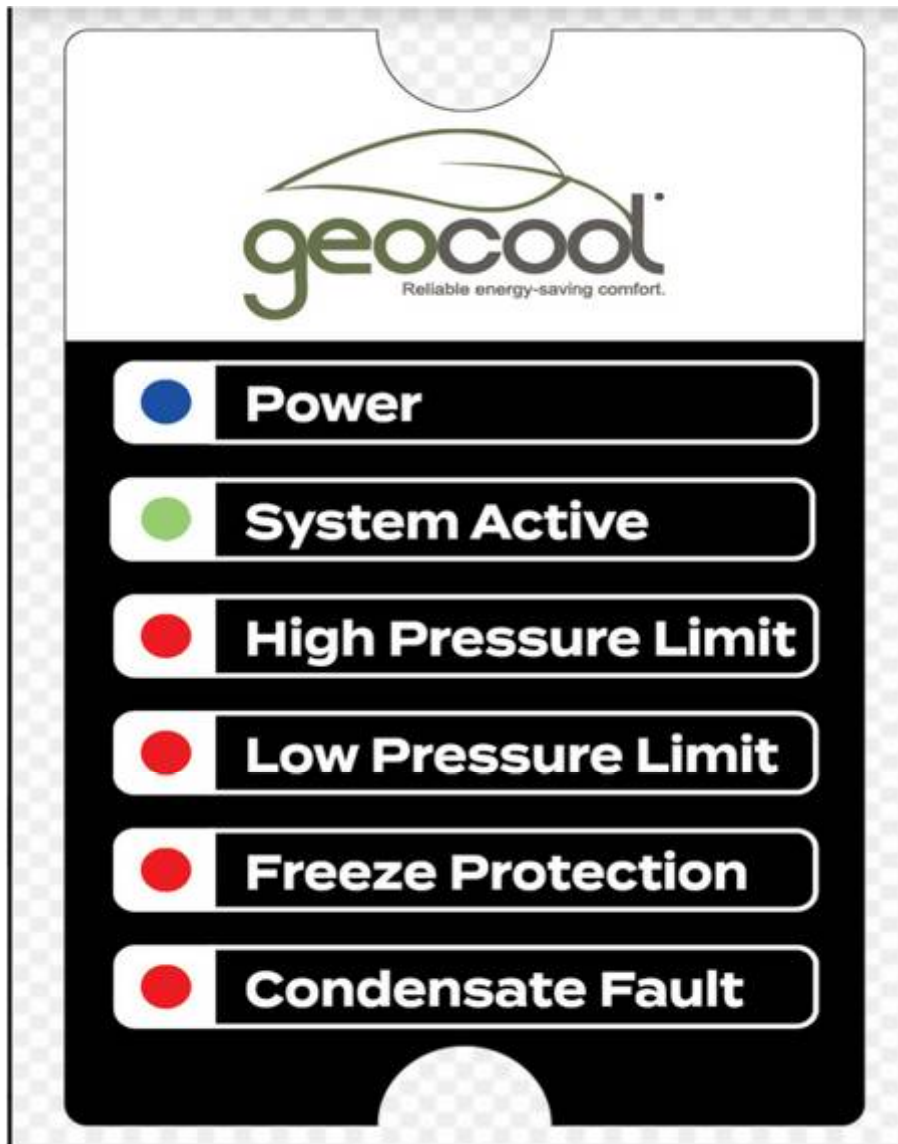 geocool
Reliable energy-saving comfort.
Power
System Active
High Pressure Limit
Low Pressure Limit
Freeze Protection
Condensate Fault